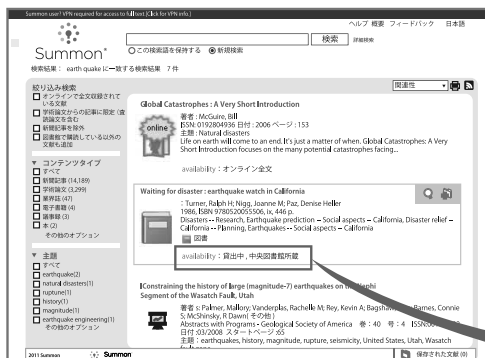 Summon user? VPN required for access to full text (Click for VPN info.)
ヘルプ 概要 フィードバック 日本語
Summon®
検索 詳細検索
この検索語を保持する 新規検索
検索結果: earth quake に一致する検索結果 7 件
絞り込み検索
オンラインで全文収録されている文献
学術論文からの記事に限定（査読論文を含む
新聞記事を除外
図書館で購読している以外の文献も追加
コンテンツタイプ
すべて
新聞記事 (14,189)
学術論文 (3,299)
業界誌 (47)
電子書籍 (4)
議事録 (3)
本 (2)
その他のオプション
主題
すべて
earthquake(2)
natural disasters(1)
ruptune(1)
history(1)
magnitude(1)
earthquake engineering(1)
その他のオプション
関連性
Global Catastrophes : A Very Short Introduction
online
著者 : McGuire, Bill
ISSN: 0192804936 日付 : 2006 ページ : 153
主題 : Natural disasters
Life on earth will come to an end. It's just a matter of when. Global Catastrophes: A Very
Short Introduction focuses on the many potential catastrophes facing...
availability : オンライン全文
Waiting for disaster : earthquake watch in California
: Turner, Ralph H; Nigg, Joanne M; Paz, Denise Heller
1986, ISBN 9780520055506, ix, 446 p.
Disasters -- Research, Earthquake prediction -- Social aspects -- California, Disaster relief --
California -- Planning, Earthquakes -- Social aspects -- California
図書
availability : 貸出中 , 中央図書館所蔵
Constraining the history of large (magnitude-7) earthquakes on the Nephi
Segment of the Wasatch Fault, Utah
著者 s: Palmer, Mallory; Vanderplas, Rachelle M; Rey, Kevin A; Bagshaw, Barnes, Connie
S; McShinsky, R Dawn( その他 )
Abstracts with Programs - Geological Society of America 巻 : 40 号 : 4 ISSN:00
日付 :03/2008 スタートページ :65
主題 : earthquakes, history, magnitude, rupture, seismicity, United States, Utah, Wasatch
2011 Summon
Summon
保存された文献 (0)